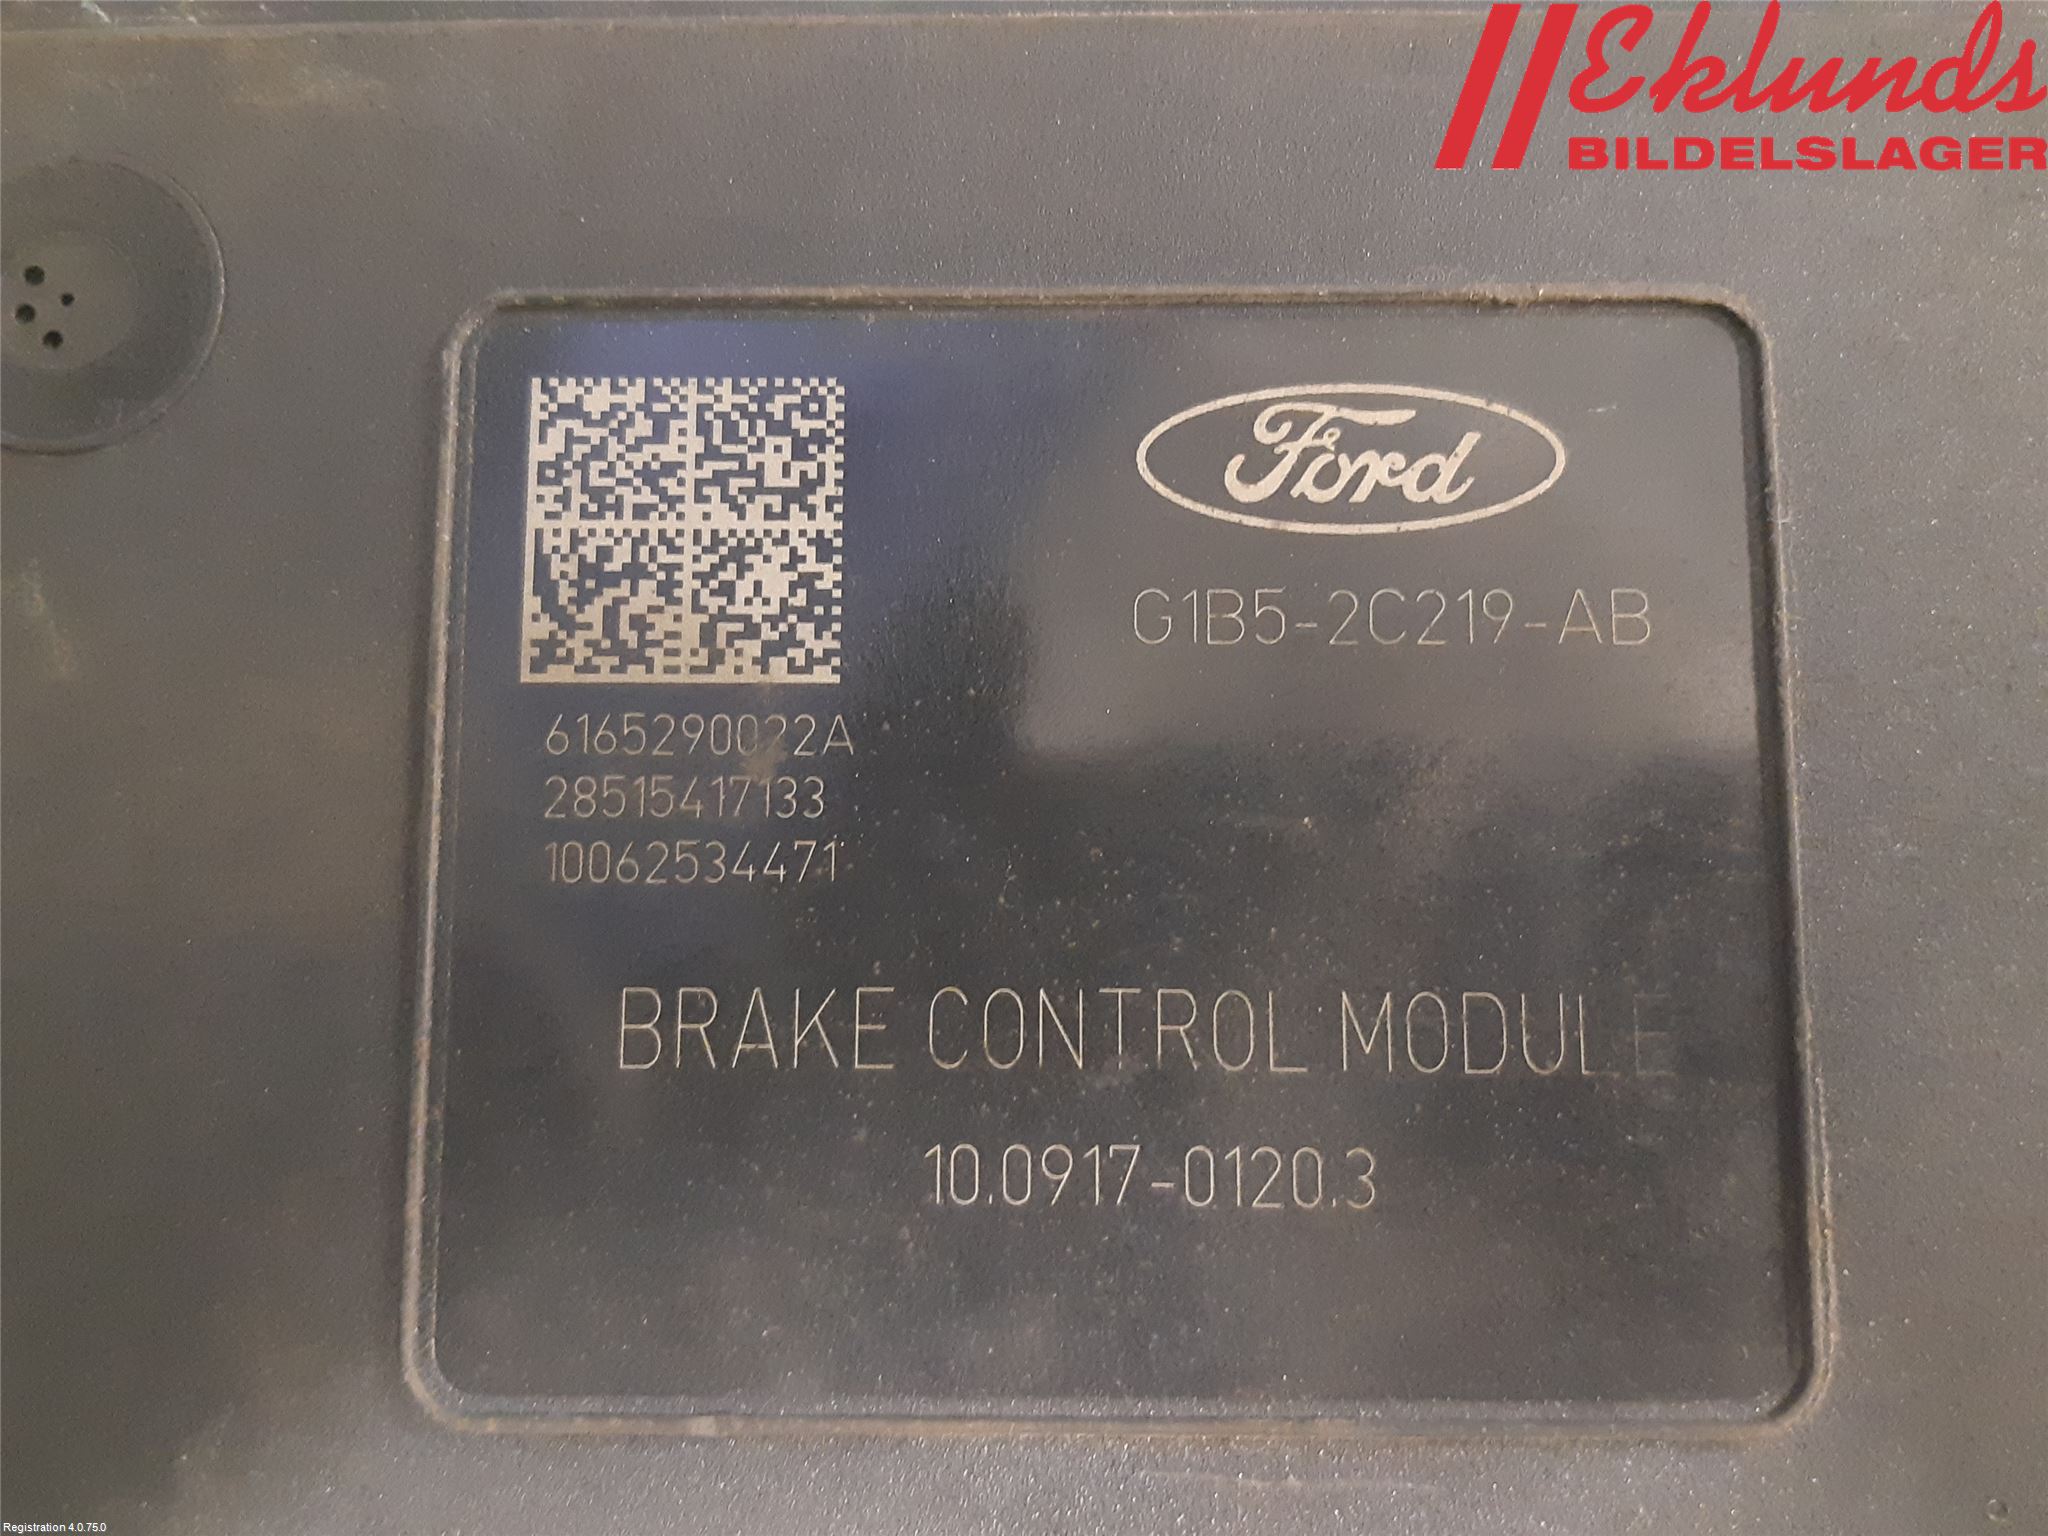 Eklunds
BILDELSLAGER
Ford
G1B5-2C219-AB
6165290022A
28515417133
10062534471
BRAKE CONTROL MODULE
10.0917-0120.3
Registration 4.0.75.0